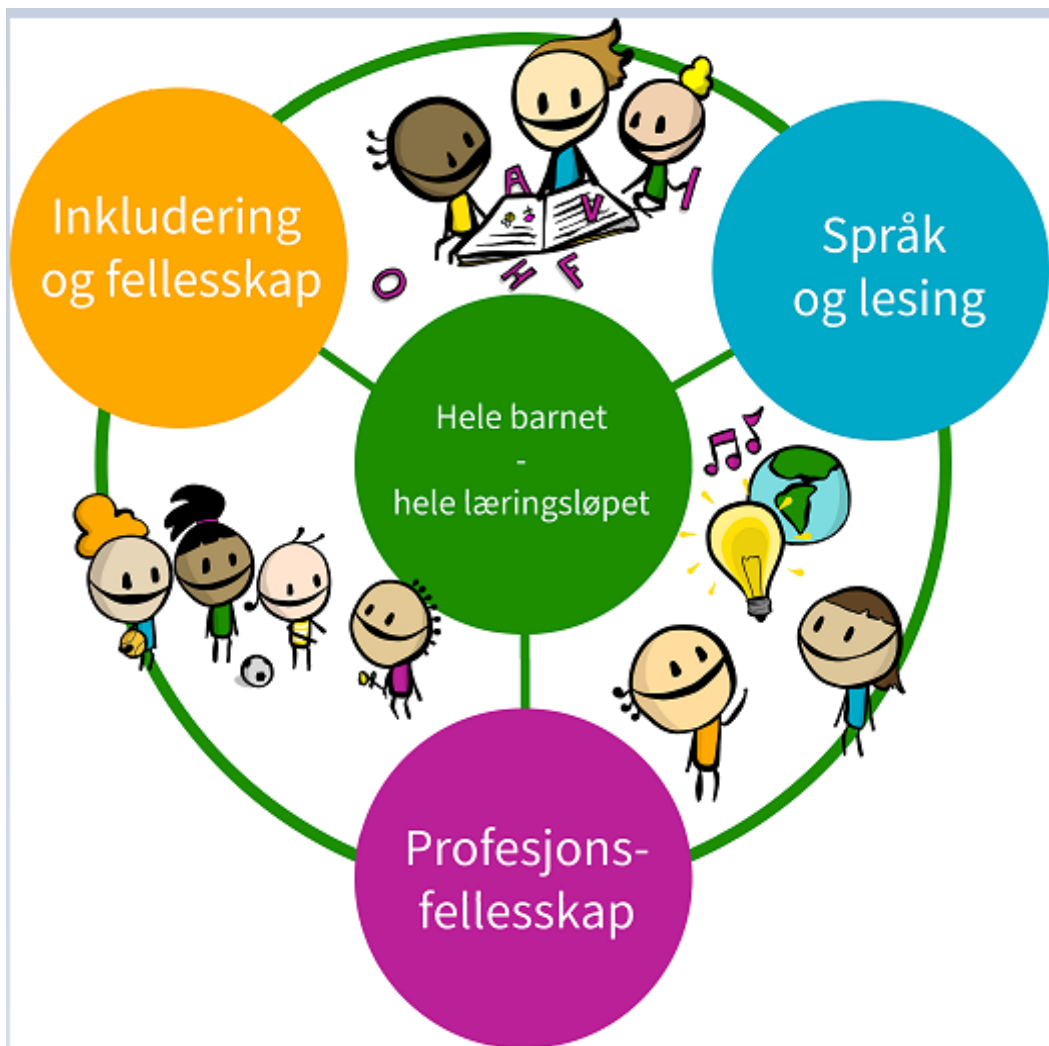 Inkludering
og fellesskap
Språk
og lesing
A
V
I
O
H
F
Hele barnet
-
hele læringsløpet
Profesjons-
fellesskap